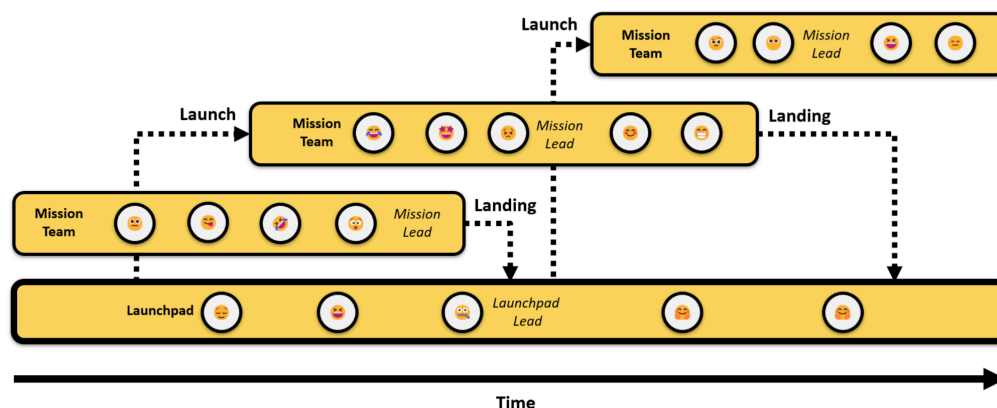 Launch
Mission
Team
Mission
Lead
Launch
Mission
Team
Mission
Lead
Landing
Mission
Team
Mission
Lead
Landing
Launchpad
Launchpad
Lead
Time